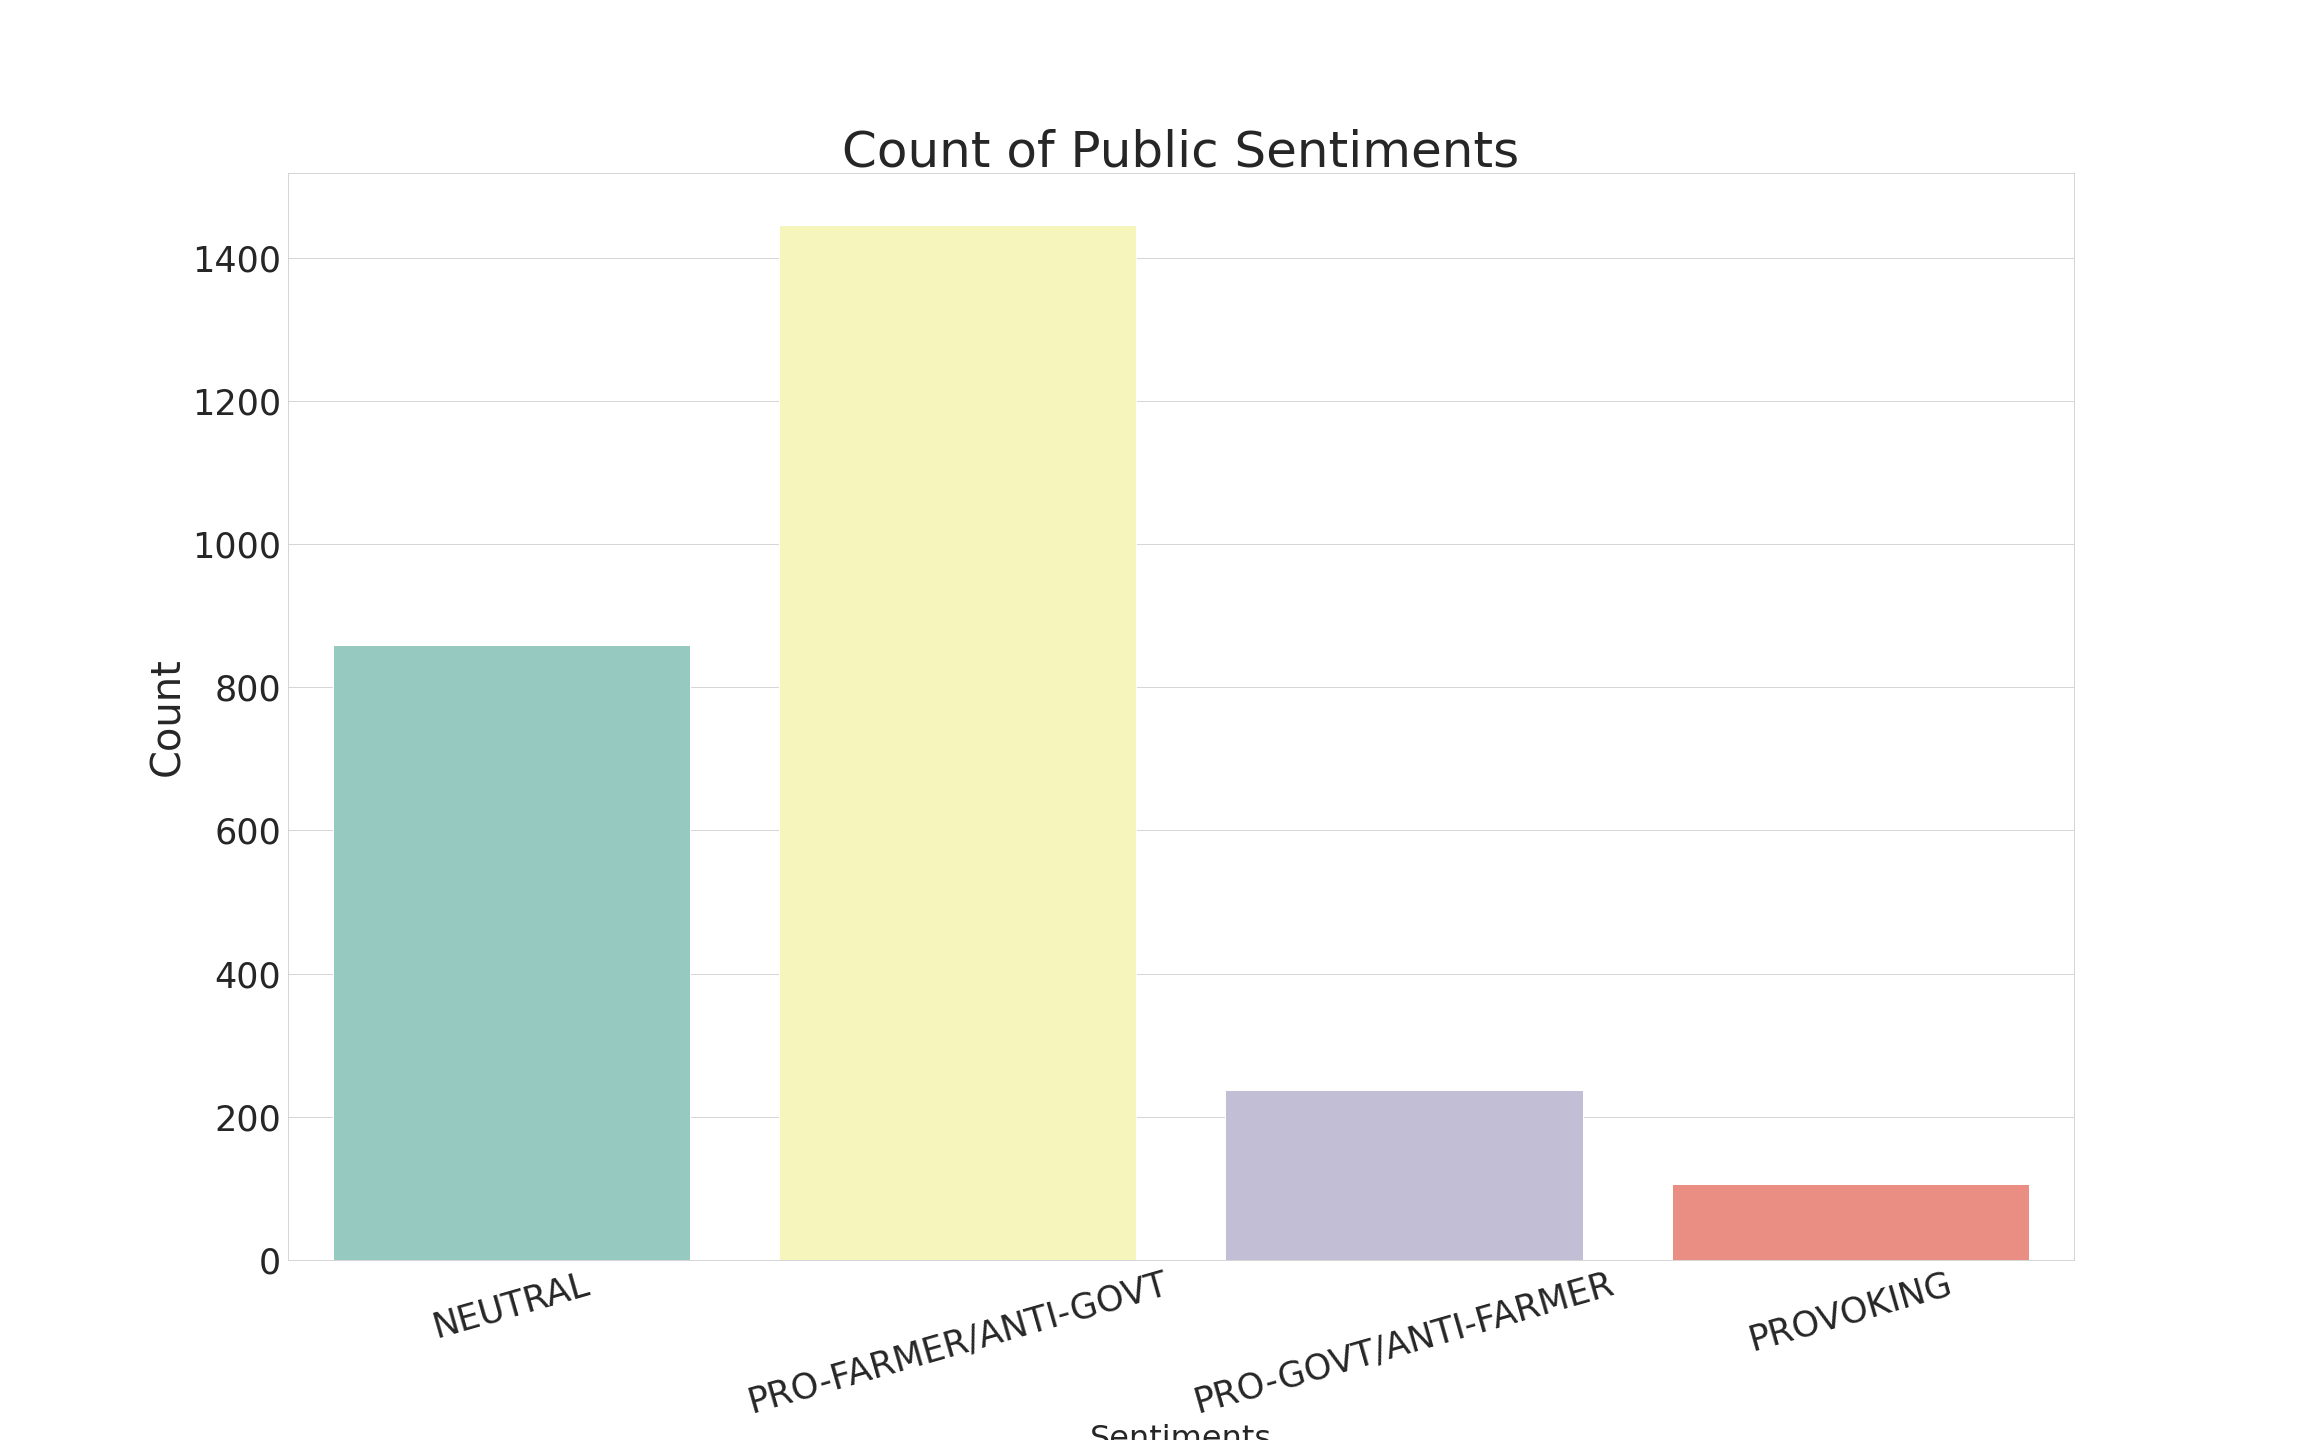 Count of Public Sentiments
1400
1200
1000
800
600
400
200
0
Count
NEUTRAL
PRO-FARMER/ANTI-GOVT
PRO-GOVT/ANTI-FARMER
PROVOKING
Sentiments